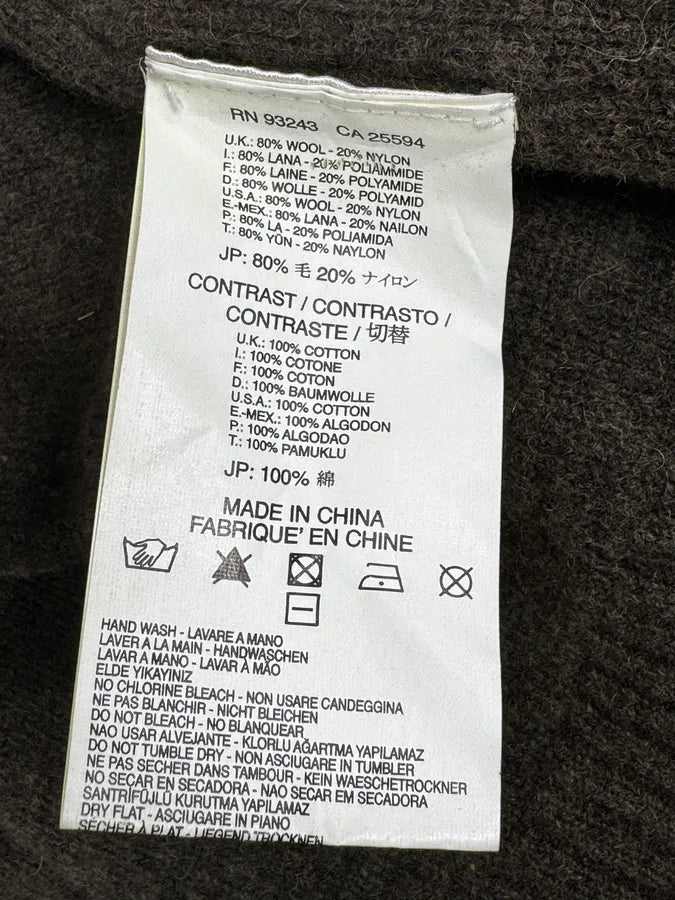 RN 93243 CA 25594
U.K.: 80% WOOL - 20% NYLON
I.: 80% LANA - 20% POLIAMMIDE
F.: 80% LAINE - 20% POLYAMIDE
D.: 80% WOLLE - 20% POLYAMID
U.S.A.: 80% WOOL - 20% NYLON
E.-MEX.: 80% LANA - 20% NAILON
P.: 80% LA - 20% POLIAMIDA
T.: 80% YÜN - 20% NAYLON
JP: 80% 毛 20% ナイロン
CONTRAST / CONTRASTO /
CONTRASTE / 切替
U.K.: 100% COTTON
I.: 100% COTONE
F.: 100% COTON
D.: 100% BAUMWOLLE
U.S.A.: 100% COTTON
E.-MEX.: 100% ALGODON
P.: 100% ALGODAO
T.: 100% PAMUKLU
JP: 100% 綿
MADE IN CHINA
FABRIQUE' EN CHINE
HAND WASH - LAVARE A MANO
LAVER A LA MAIN - HANDWASCHEN
LAVAR A MANO - LAVAR À MÃO
ELDE YIKAYINIZ
NO CHLORINE BLEACH - NON USARE CANDEGGINA
NE PAS BLANCHIR - NICHT BLEICHEN
DO NOT BLEACH - NO BLANQUEAR
NAO USAR ALVEJANTE - KLORLU AĞARTMA YAPILAMAZ
DO NOT TUMBLE DRY - NON ASCIUGARE IN TUMBLER
NE PAS SECHER DANS TAMBOUR - KEIN WAESCHETROCKNER
NO SECAR EN SECADORA - NÃO SECAR EM SECADORA
SANTRİFÜJLÜ KURUTMA YAPILAMAZ
DRY FLAT - ASCIUGARE IN PIANO
SÉCHER À PLAT - LIEGEND TROCKNEN